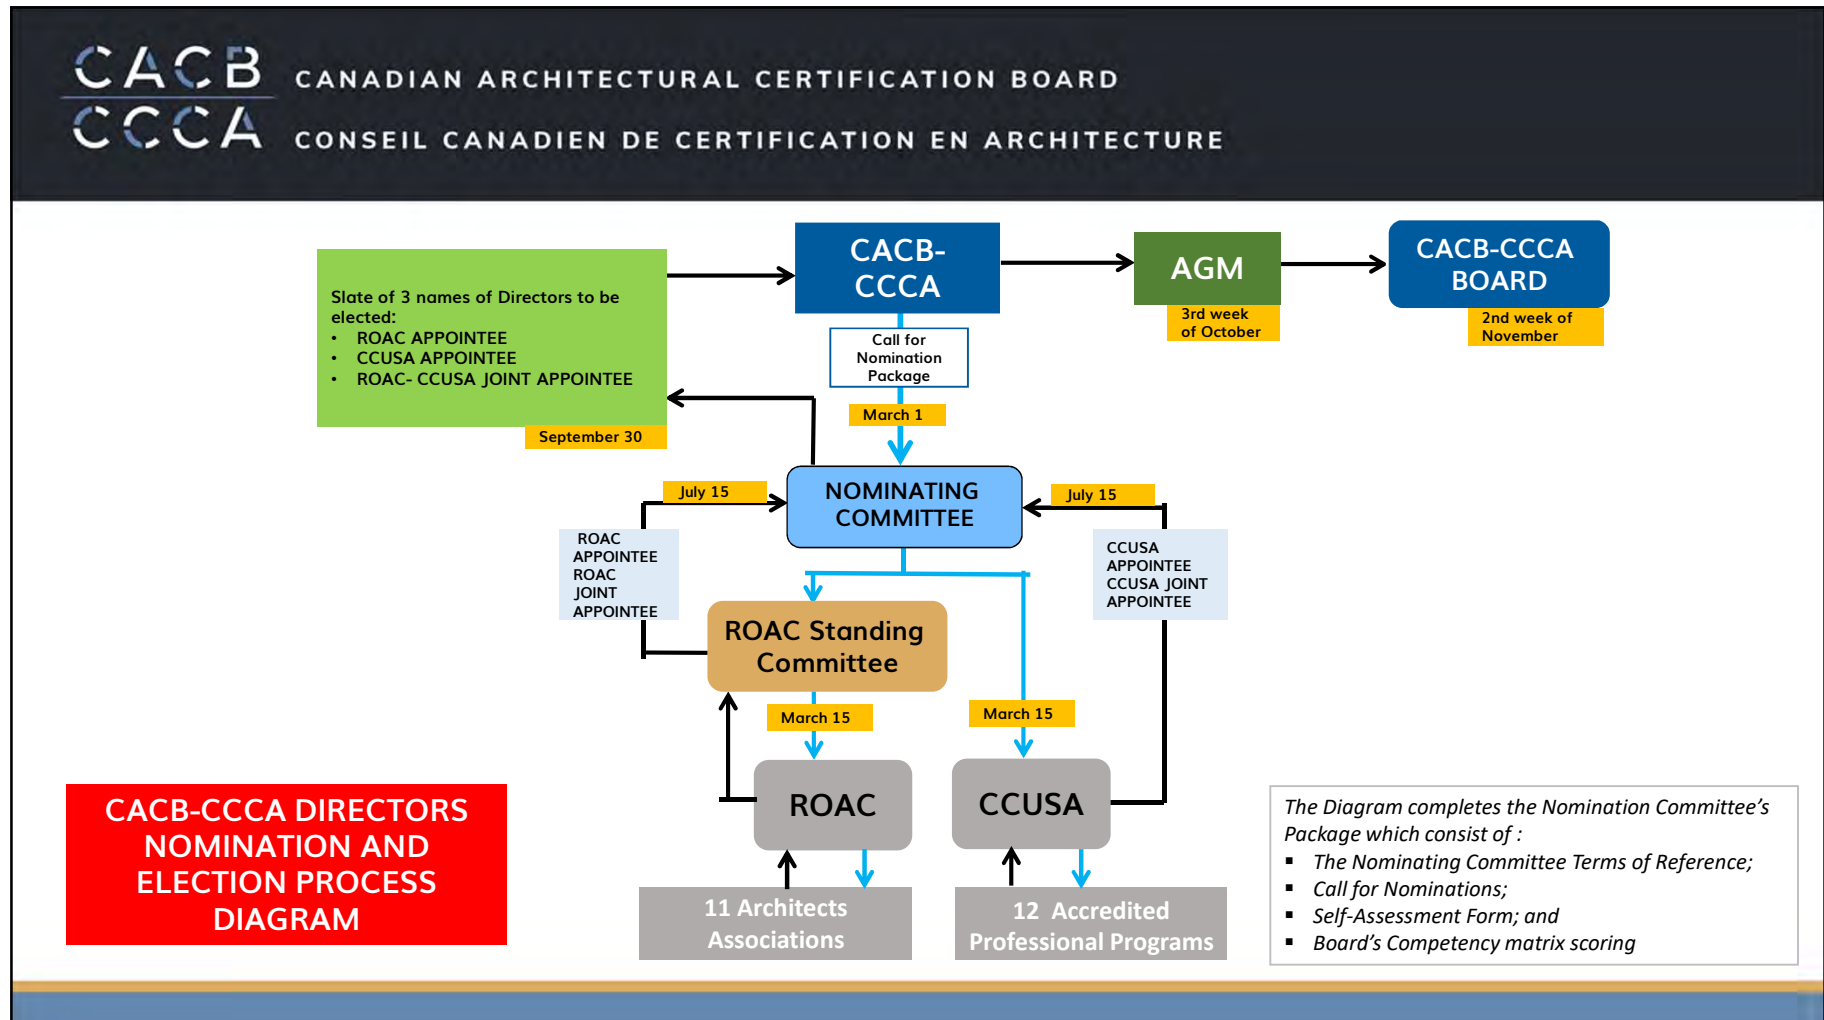 CACB
CCCA
CANADIAN ARCHITECTURAL CERTIFICATION BOARD
CONSEIL CANADIEN DE CERTIFICATION EN ARCHITECTURE
Slate of 3 names of Directors to be
elected:
• ROAC APPOINTEE
• CCUSA APPOINTEE
• ROAC- CCUSA JOINT APPOINTEE
September 30
CACB-
CCCA
AGM
3rd week
of October
CACB-CCCA
BOARD
2nd week of
November
Call for
Nomination
Package
March 1
NOMINATING
COMMITTEE
July 15
July 15
ROAC
APPOINTEE
ROAC
JOINT
APPOINTEE
CCUSA
APPOINTEE
CCUSA JOINT
APPOINTEE
ROAC Standing
Committee
March 15
March 15
ROAC
CCUSA
11 Architects
Associations
12 Accredited
Professional Programs
CACB-CCCA DIRECTORS
NOMINATION AND
ELECTION PROCESS
DIAGRAM
The Diagram completes the Nomination Committee's
Package which consist of :
▪ The Nominating Committee Terms of Reference;
▪ Call for Nominations;
▪ Self-Assessment Form; and
▪ Board's Competency matrix scoring